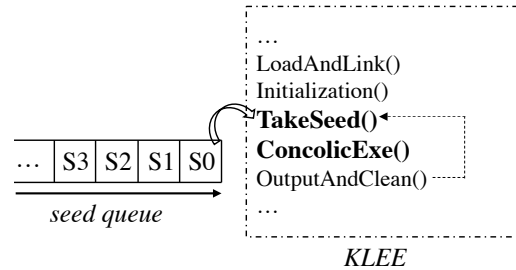 …
LoadAndLink()
Initialization()
TakeSeed()
ConcolicExe()
OutputAndClean()
…
KLEE
… S3 S2 S1 S0
seed queue